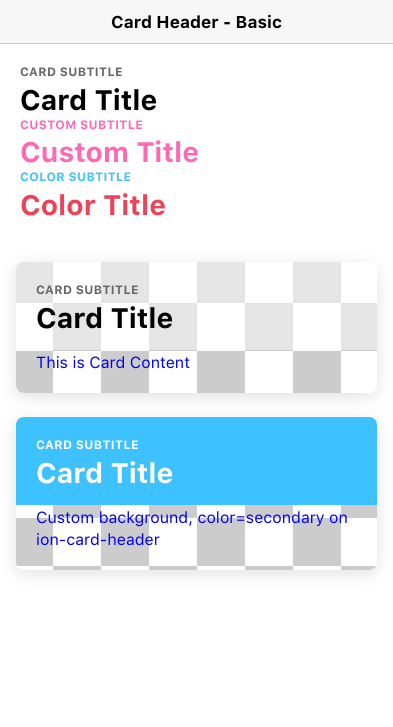 Card Header - Basic
CARD SUBTITLE
Card Title
CUSTOM SUBTITLE
Custom Title
COLOR SUBTITLE
Color Title
CARD SUBTITLE
Card Title
This is Card Content
CARD SUBTITLE
Card Title
Custom background, color=secondary on
ion-card-header